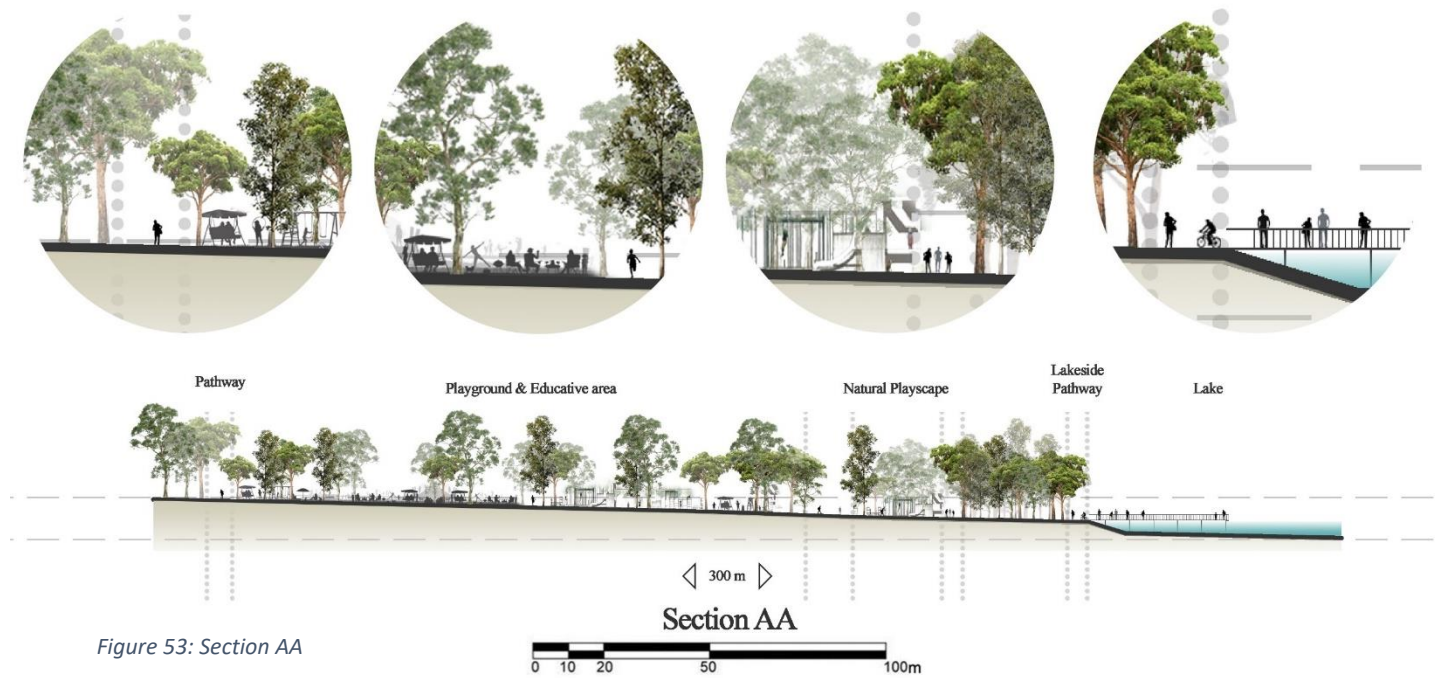 Pathway
Playground & Educative area
Natural Playscape
Lakeside
Pathway
Lake
300 m
Section AA
Figure 53: Section AA
0 10 20 50 100m